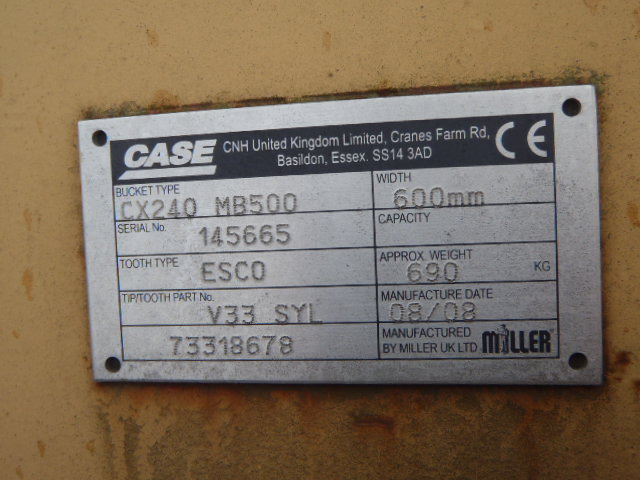 CASE CNH United Kingdom Limited, Cranes Farm Rd,
Basildon, Essex. SS14 3AD
CE
BUCKET TYPE
CX240 MB500
WIDTH
600mm
SERIAL No.
145665
CAPACITY
TOOTH TYPE
ESCO
APPROX WEIGHT
690 KG
TIP/TOOTH PART No.
V33 SYL
MANUFACTURE DATE
08/08
73318678
MANUFACTURED
BY MILLER UK LTD MILLER